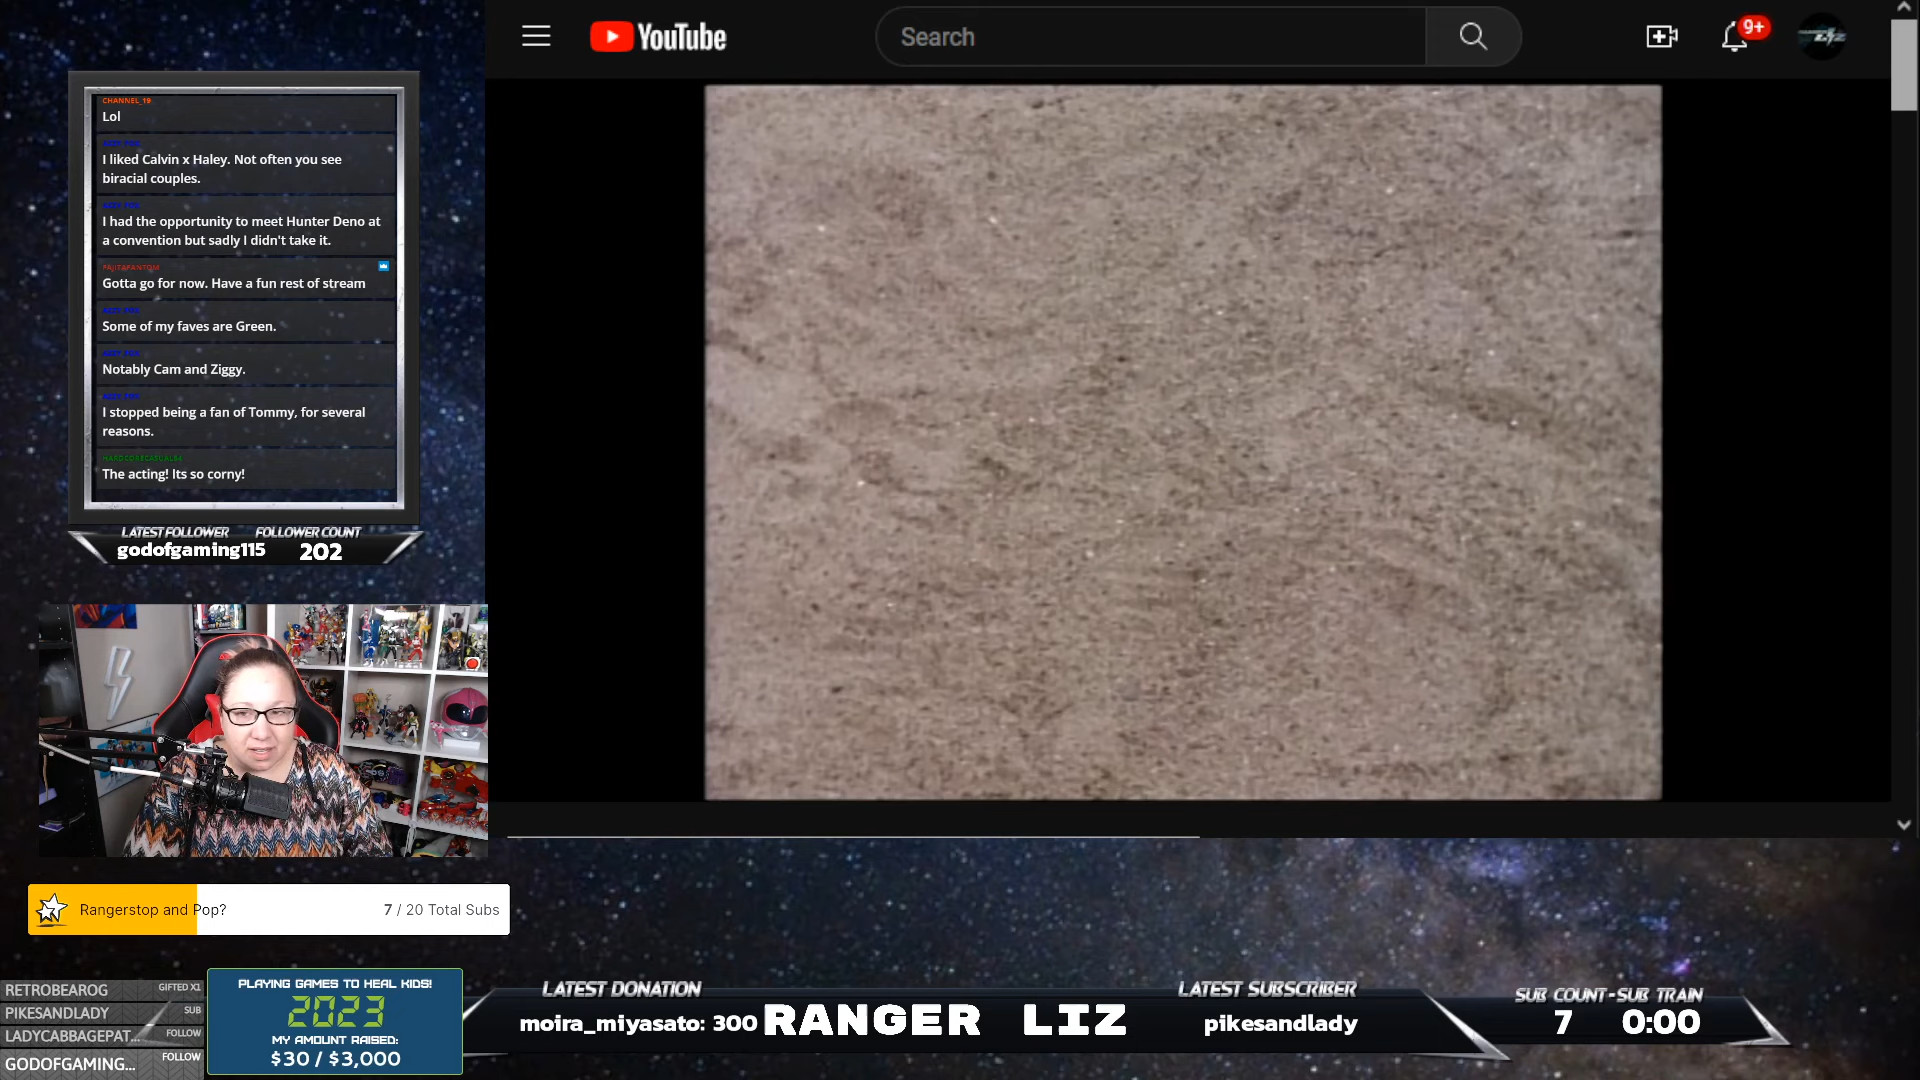 YouTube
Search
9+
CHANNEL_19
Lol
I liked Calvin x Haley. Not often you see
biracial couples.
I had the opportunity to meet Hunter Deno at
a convention but sadly I didn't take it.
Gotta go for now. Have a fun rest of stream
Some of my faves are Green.
Notably Cam and Ziggy.
I stopped being a fan of Tommy, for several
reasons.
The acting! Its so corny!
LATEST FOLLOWER FOLLOWER COUNT
godofgaming115 202
Rangerstop and Pop? 7 / 20 Total Subs
RETROBEAROG GIFTED X1
PIKESANDLADY SUB
LADYCABBAGEPAT... FOLLOW
GODOFGAMING... FOLLOW
PLAYING GAMES TO HEAL KIDS!
2023
MY AMOUNT RAISED:
$30 / $3,000
LATEST DONATION
moira_miyasato: 300
RANGER LIZ
LATEST SUBSCRIBER
pikesandlady
SUB COUNT-SUB TRAIN
7 0:00